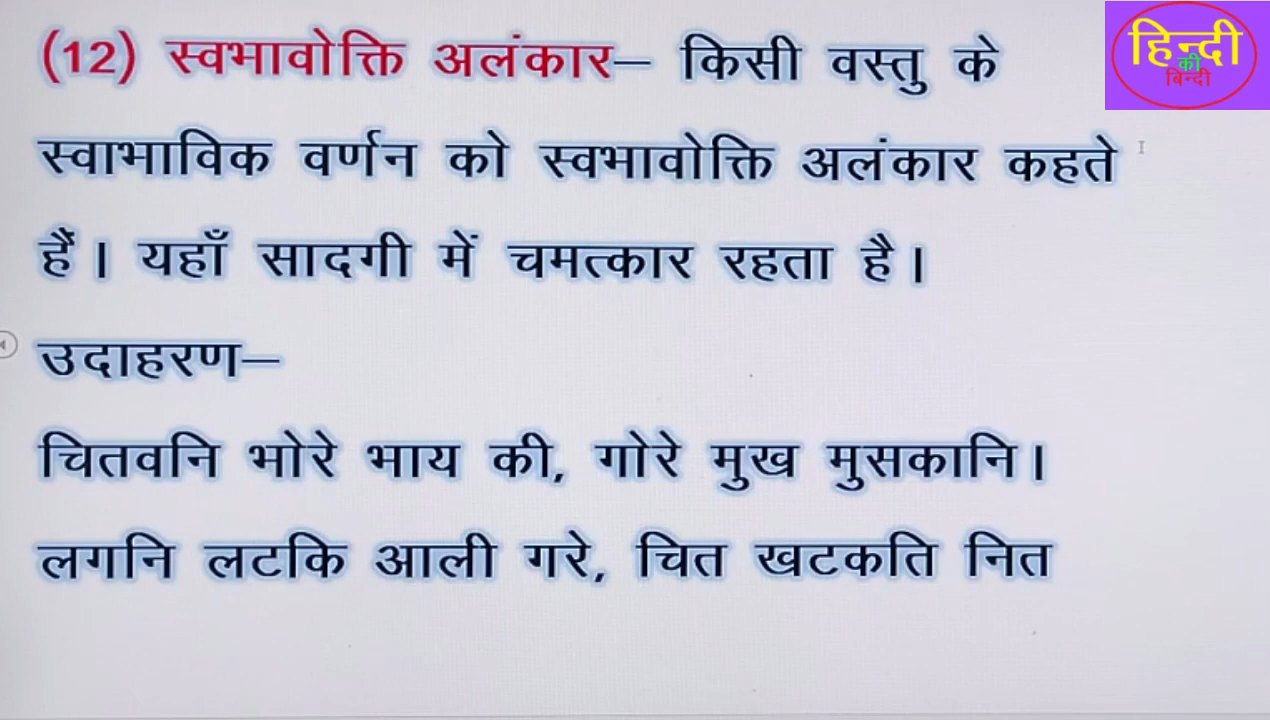 (12) स्वभावोक्ति अलंकार– किसी वस्तु के
स्वाभाविक वर्णन को स्वभावोक्ति अलंकार कहते
हैं। यहाँ सादगी में चमत्कार रहता है।
उदाहरण–
चितवनि भोरे भाय की, गोरे मुख मुसकानि।
लगनि लटकि आली गरे, चित खटकति नित
हिन्दी
की
बिन्दी